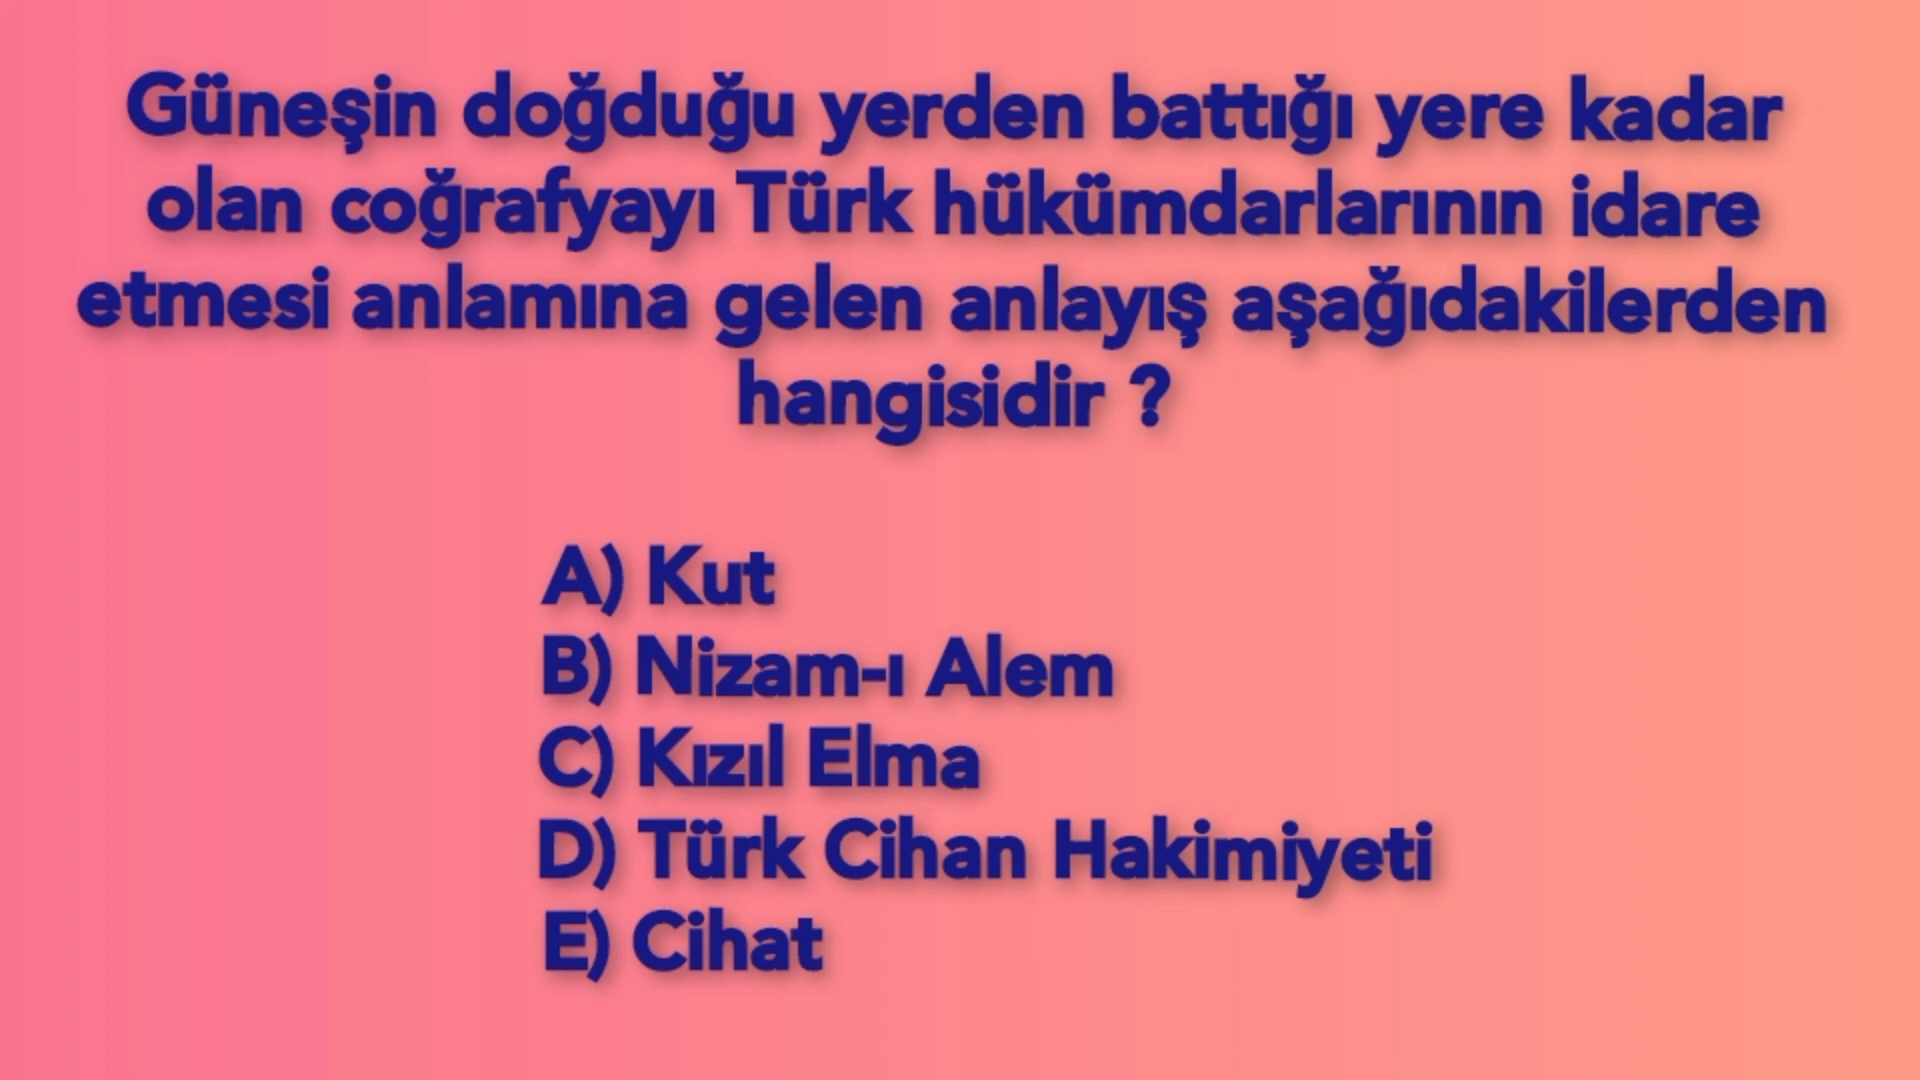 Güneşin doğduğu yerden battığı yere kadar
olan coğrafyayı Türk hükümdarlarının idare
etmesi anlamına gelen anlayış aşağıdakilerden
hangisidir ?
A) Kut
B) Nizam-ı Alem
C) Kızıl Elma
D) Türk Cihan Hakimiyeti
E) Cihat